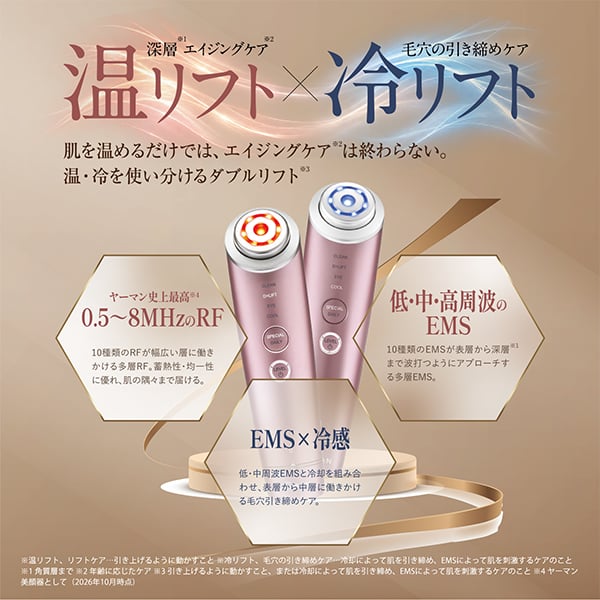 深層※1エイジングケア※2
毛穴の引き締めケア
温リフト×冷リフト
肌を温めるだけでは、エイジングケア※2は終わらない。
温・冷を使い分けるダブルリフト※3
CLEAN
D+LIFT
EYE
COOL
SPECIAL
DAILY
LEVEL
CLEAN
D+LIFT
EYE
COOL
SPECIAL
DAILY
LEVEL
ヤーマン史上最高※4
0.5～8MHzのRF
10種類のRFが幅広い層に働き
かける多層RF。蓄熱性・均一性
に優れ、肌の隅々まで届ける。
低・中・高周波の
EMS
10種類のEMSが表層から深層※1
まで波打つようにアプローチす
る多層EMS。
EMS×冷感
低・中周波EMSと冷却を組み合
わせ、表層から中層に働きかけ
る毛穴引き締めケア。
※温リフト、リフトケア…引き上げるように動かすこと ※冷リフト、毛穴の引き締めケア…冷却によって肌を引き締め、EMSによって肌を刺激するケアのこと
※1 角質層まで ※2 年齢に応じたケア ※3 引き上げるように動かすこと、または冷却によって肌を引き締め、EMSによって肌を刺激するケアのこと ※4 ヤーマン
美顔器として（2026年10月時点）